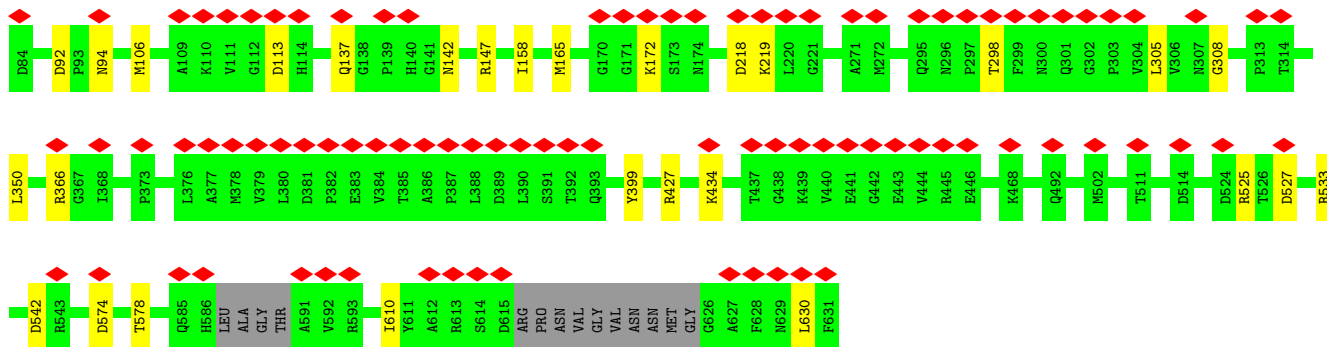 D84 D92 P93 N94 M106 A109 K110 V111 G112 D113 H114 Q137 G138 P139 H140 G141 N142 R147 I158 M165 G170 G171 K172 S173 N174 D218 K219 L220 G221 A271 M272 Q295 N296 P297 T298 F299 N300 Q301 G302 P303 V304 L305 V306 N307 G308 P313 T314
L350 R366 G367 I368 P373 L376 A377 M378 V379 L380 D381 P382 E383 V384 T385 A386 P387 L388 D389 L390 S391 T392 Q393 Y399 R427 K434 T437 G438 K439 V440 E441 G442 E443 V444 R445 E446 K468 Q492 M502 T511 D514 D524 R525 T526 D527 R533
D542 R543 D574 T578 Q585 H586 LEU ALA GLY THR A591 V592 R593 I610 Y611 A612 R613 S614 D615 ARG PRO ASN VAL GLY VAL ASN ASN MET GLY G626 A627 F628 N629 L630 F631